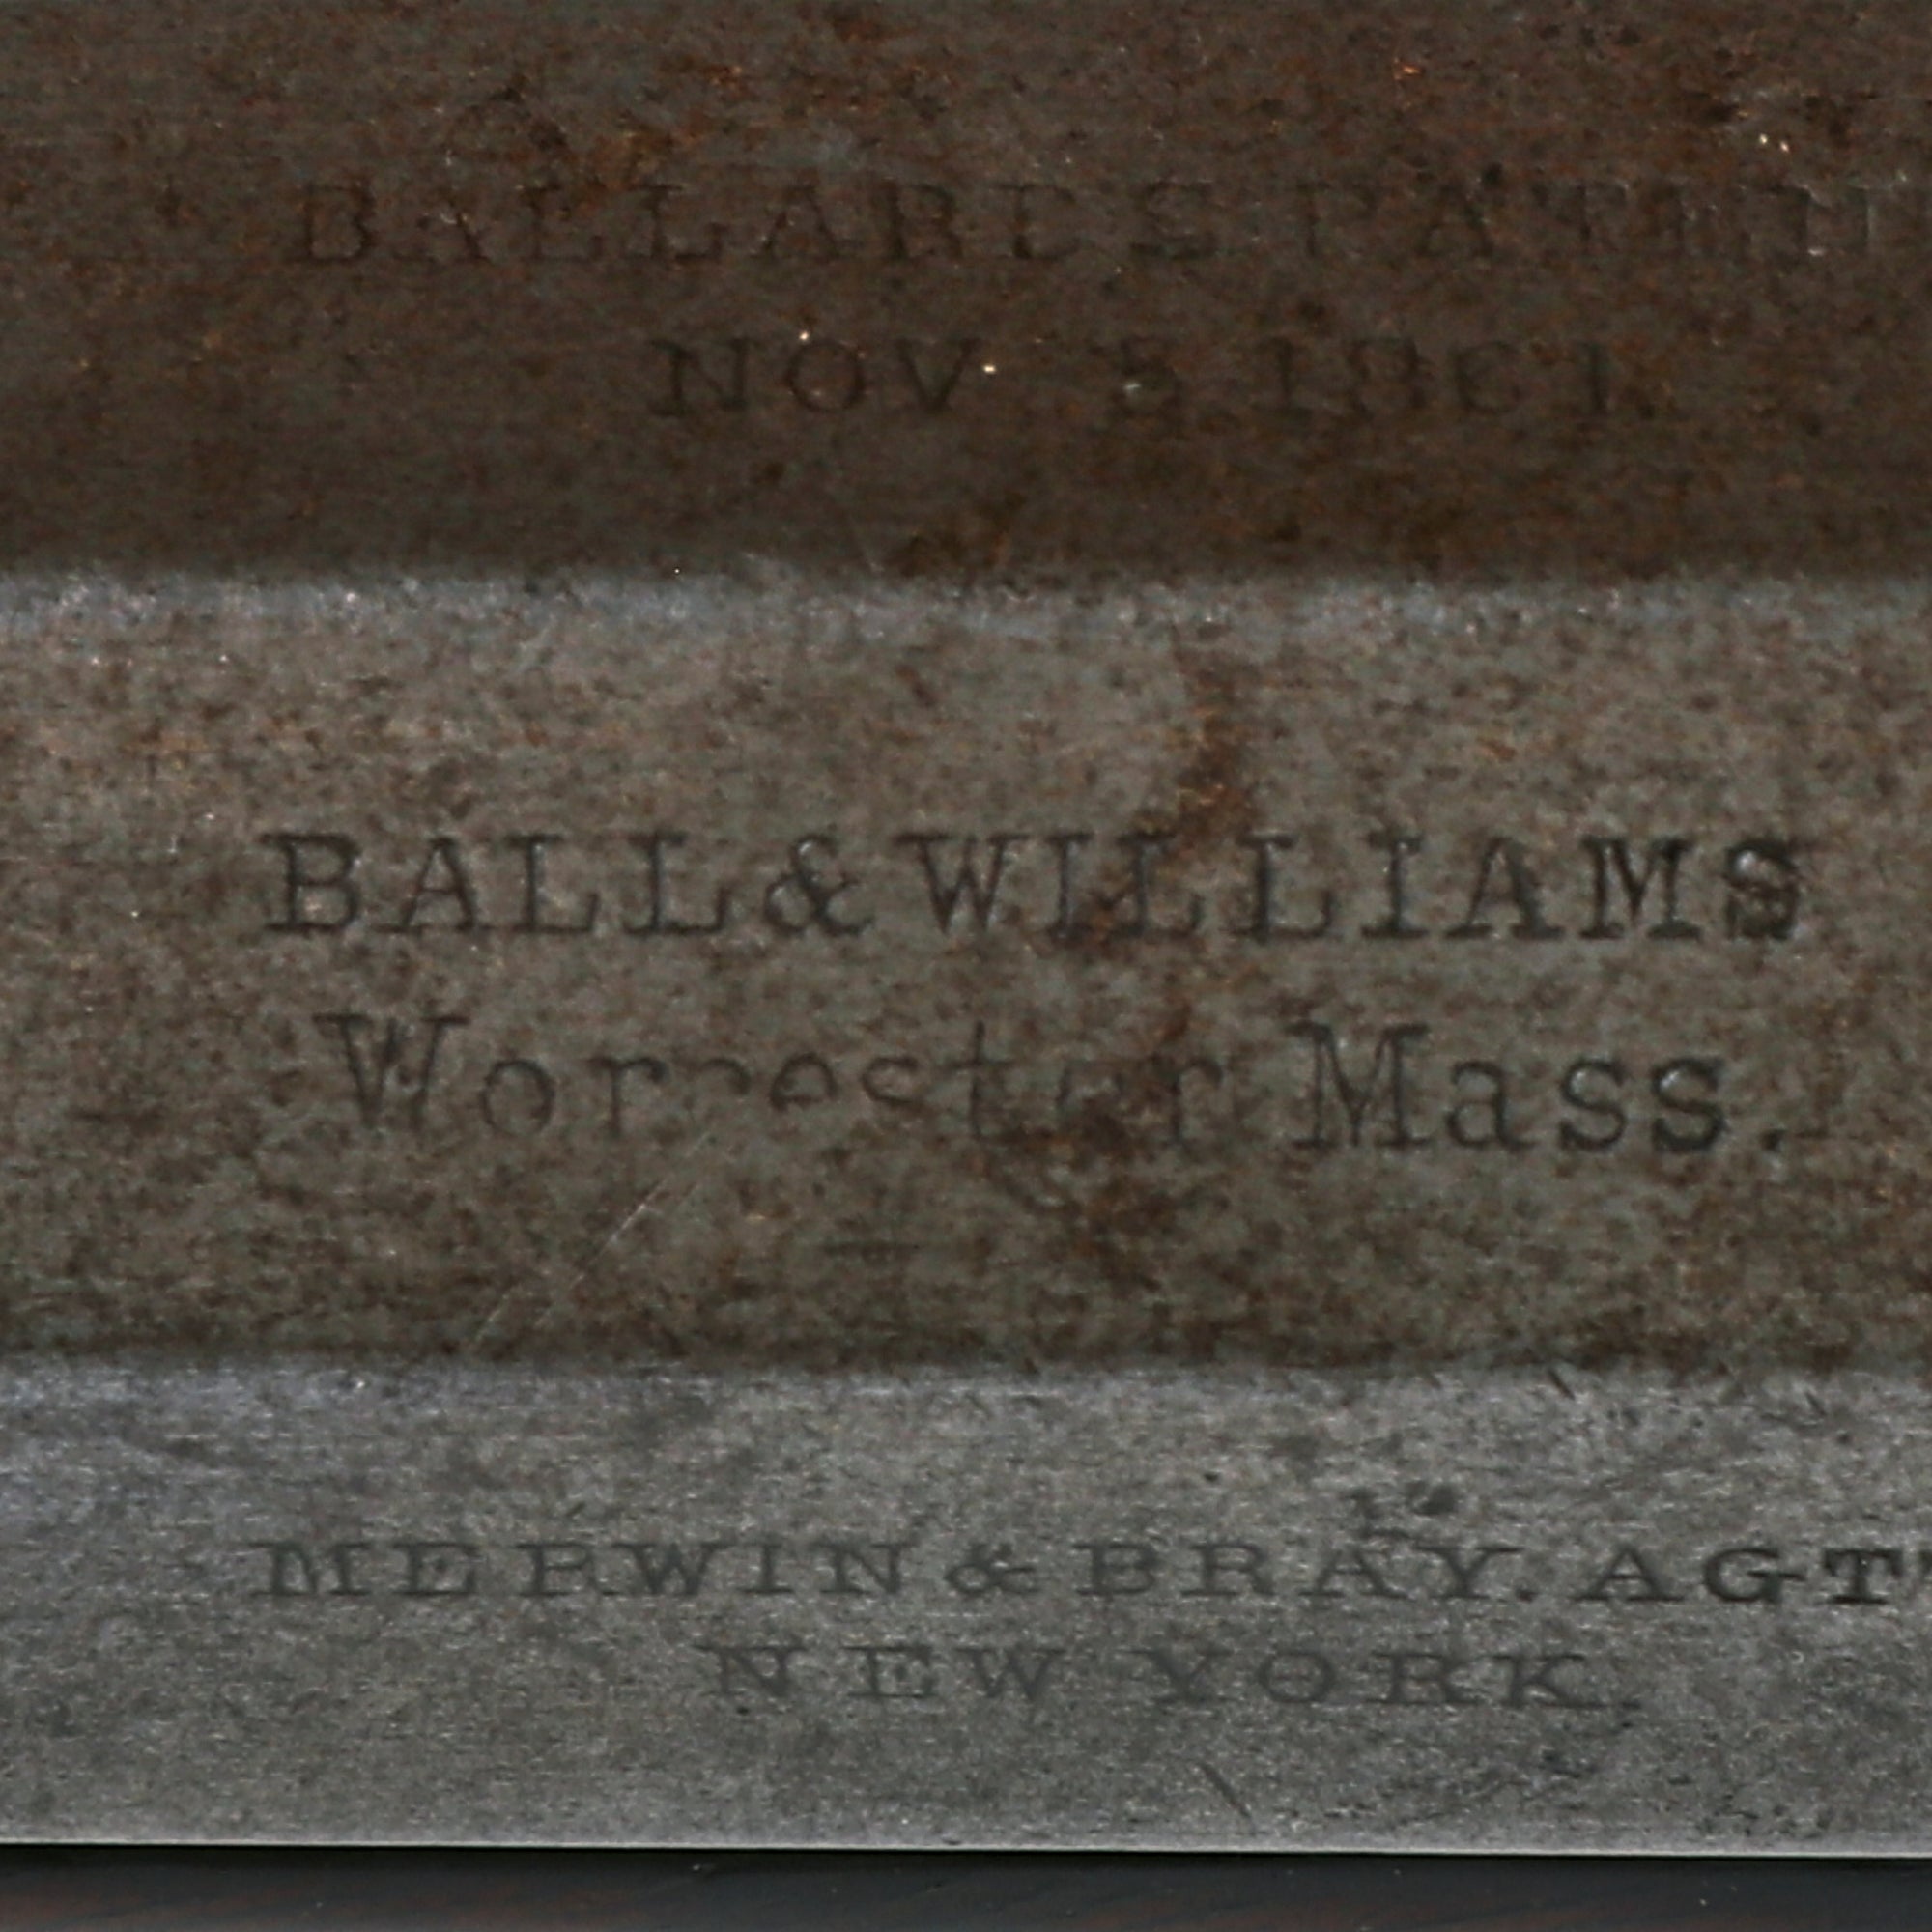 BALLARD'S PATENT
NOV 5, 1861.
BALL & WILLIAMS
Worcester Mass.
MERWIN & BRAY. AGT
NEW YORK.